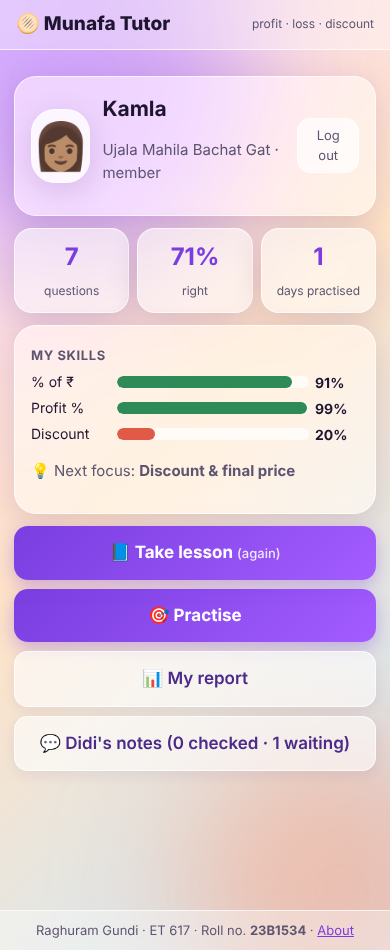 Munafa Tutor
profit · loss · discount
Kamla
Ujala Mahila Bachat Gat ·
member
Log
out
7
questions
71%
right
1
days practised
MY SKILLS
% of ₹ 91%
Profit % 99%
Discount 20%
💡 Next focus: Discount & final price
📘 Take lesson (again)
🎯 Practise
📊 My report
💬 Didi's notes (0 checked · 1 waiting)
Raghuram Gundi · ET 617 · Roll no. 23B1534 · About